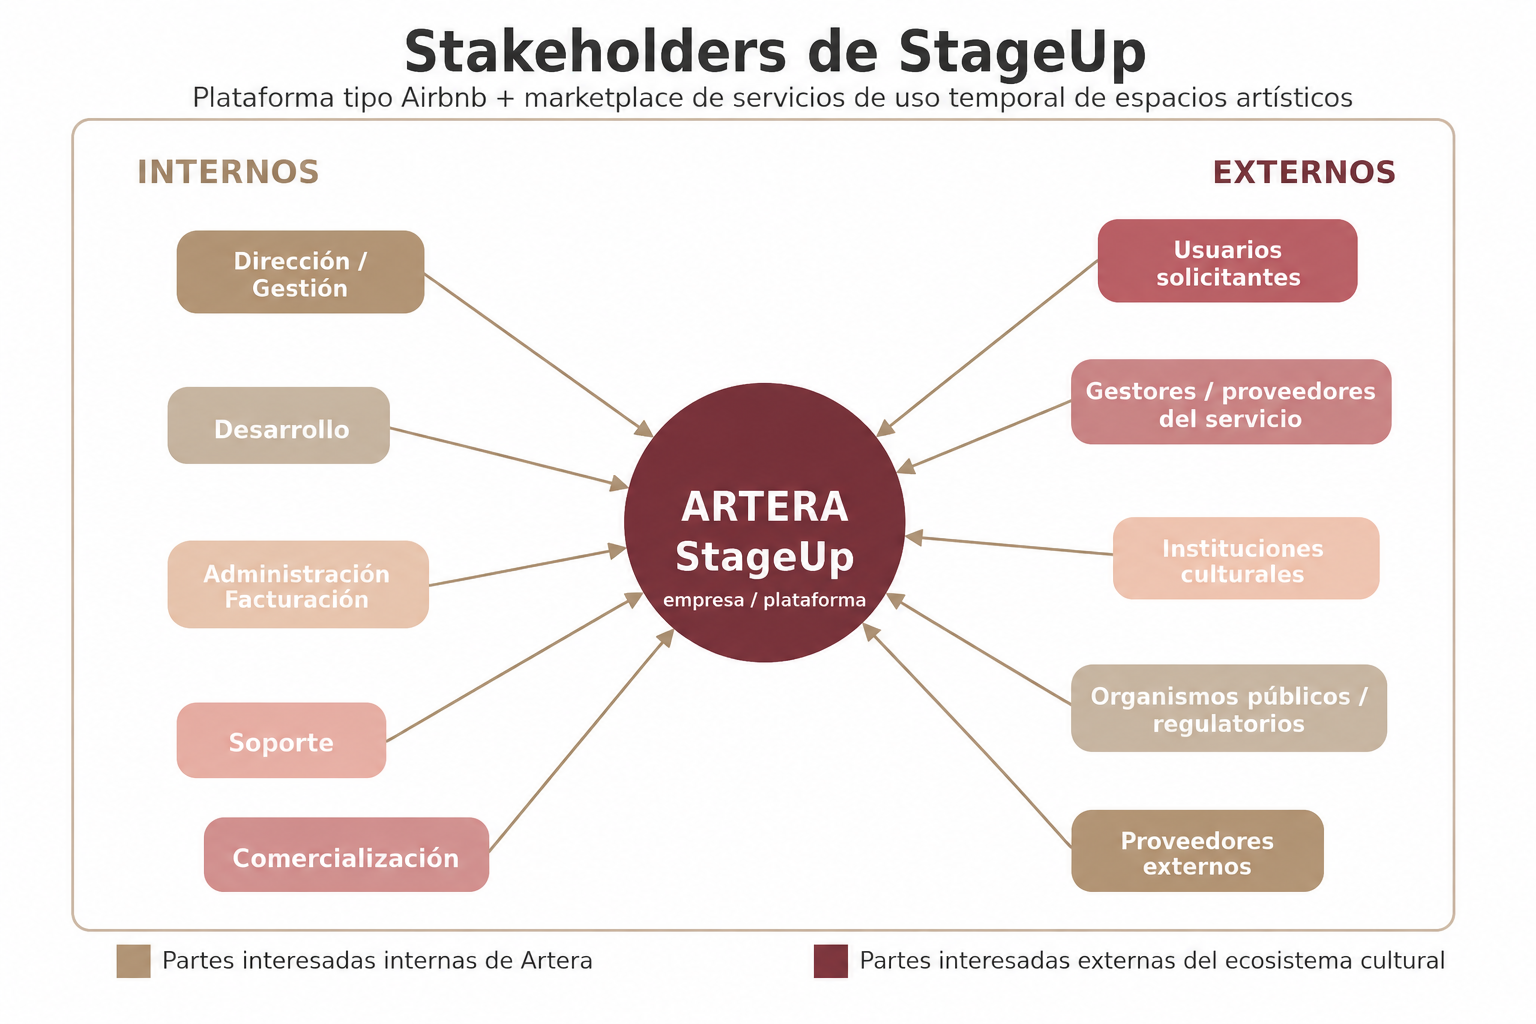 Stakeholders de StageUp
Plataforma tipo Airbnb + marketplace de servicios de uso temporal de espacios artísticos
INTERNOS
Dirección /
Gestión
Desarrollo
Administración
Facturación
Soporte
Comercialización
ARTERA
StageUp
empresa / plataforma
EXTERNOS
Usuarios
solicitantes
Gestores / proveedores
del servicio
Instituciones
culturales
Organismos públicos /
regulatorios
Proveedores
externos
Partes interesadas internas de Artera
Partes interesadas externas del ecosistema cultural